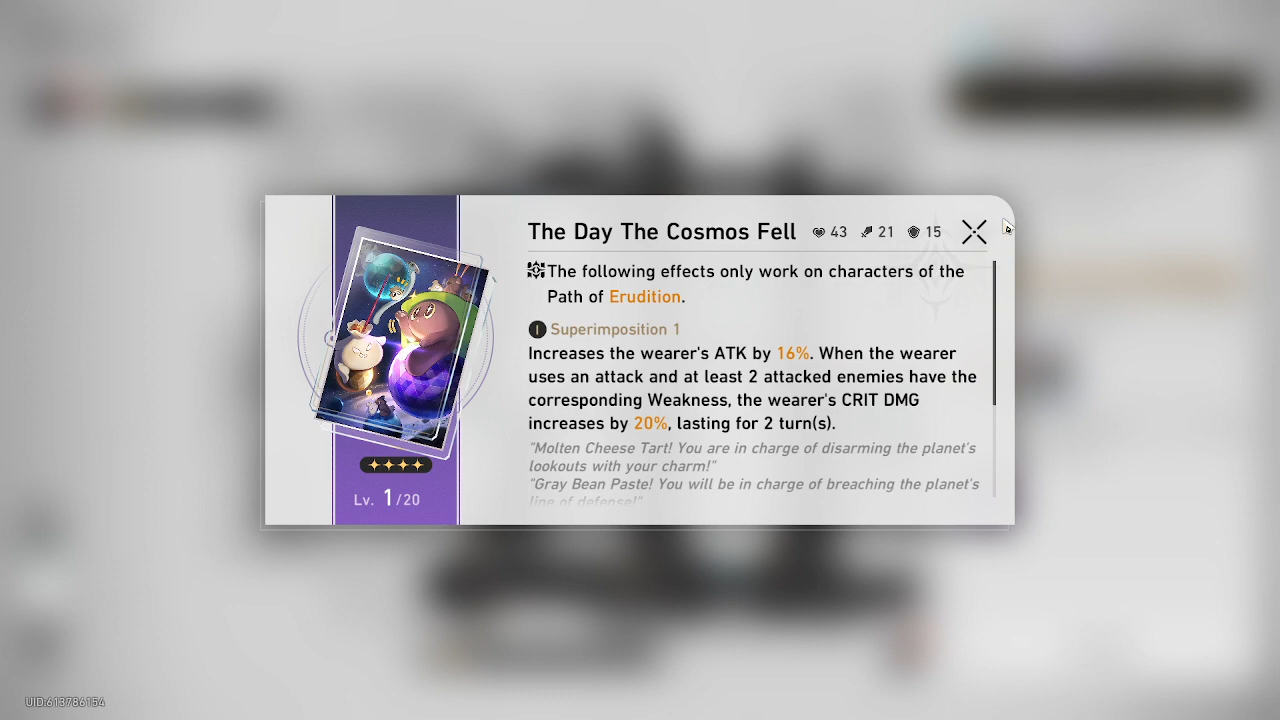 The Day The Cosmos Fell 43 21 15
The following effects only work on characters of the
Path of Erudition.
I Superimposition 1
Increases the wearer's ATK by 16%. When the wearer
uses an attack and at least 2 attacked enemies have the
corresponding Weakness, the wearer's CRIT DMG
increases by 20%, lasting for 2 turn(s).
"Molten Cheese Tart! You are in charge of disarming the planet's
lookouts with your charm!"
"Gray Bean Paste! You will be in charge of breaching the planet's
line of defense!"
Lv. 1/20
UID:613786154